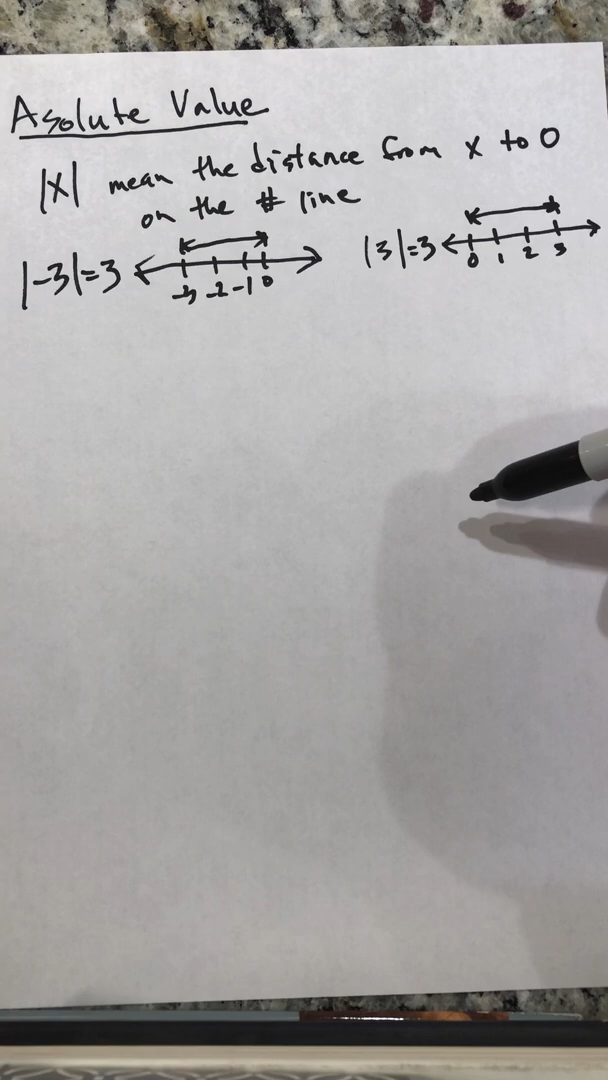 Asolute Value
|x| mean the distance from x to 0
on the # line
|-3|=3
-3 -2 -1 0
|3|=3
0 1 2 3